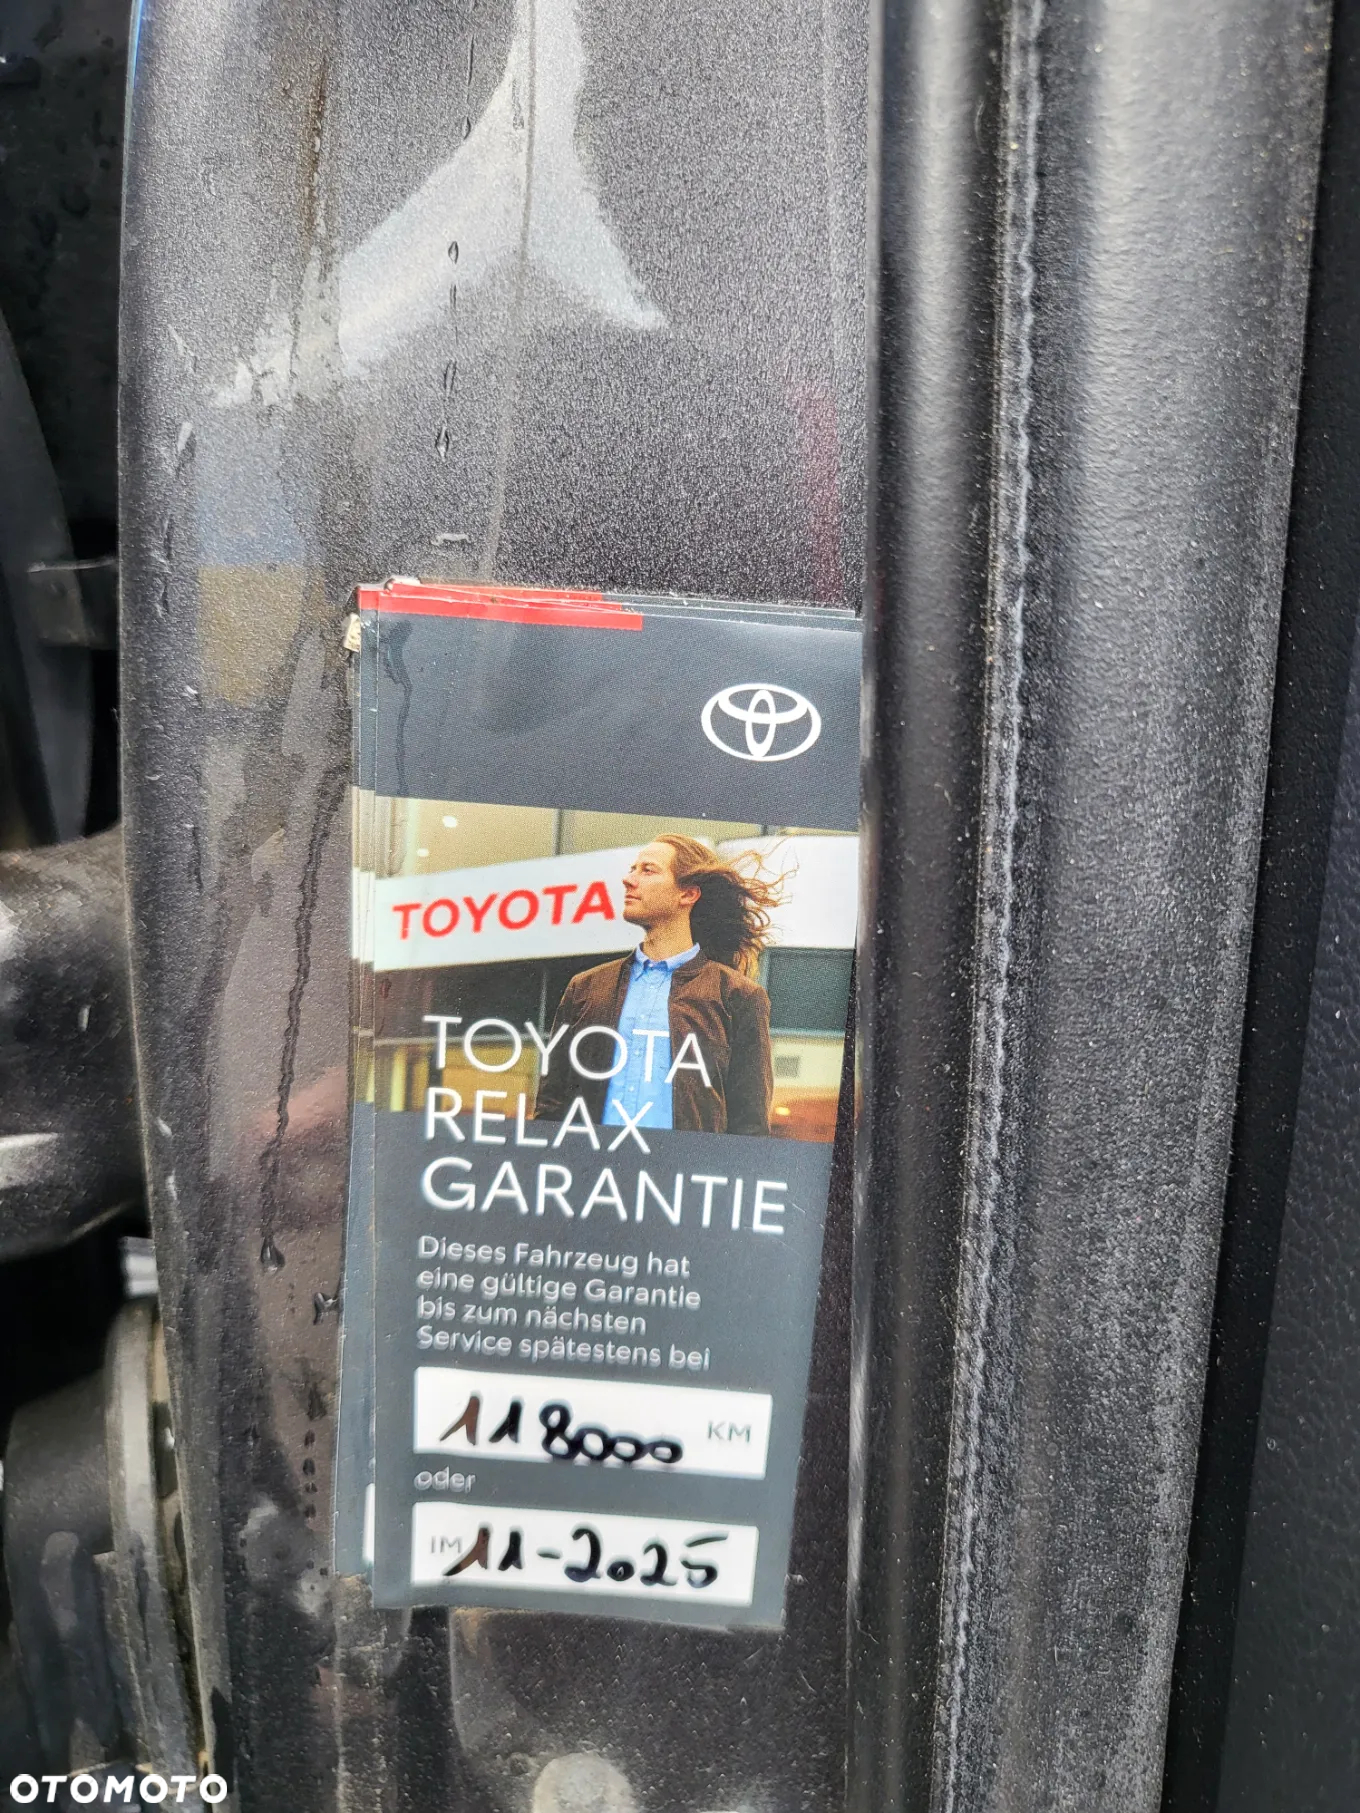 TOYOTA
TOYOTA
RELAX
GARANTIE
Dieses Fahrzeug hat
eine gültige Garantie
bis zum nächsten
Service spätestens bei
118000 KM
oder
IM 11-2025
OTOMOTO